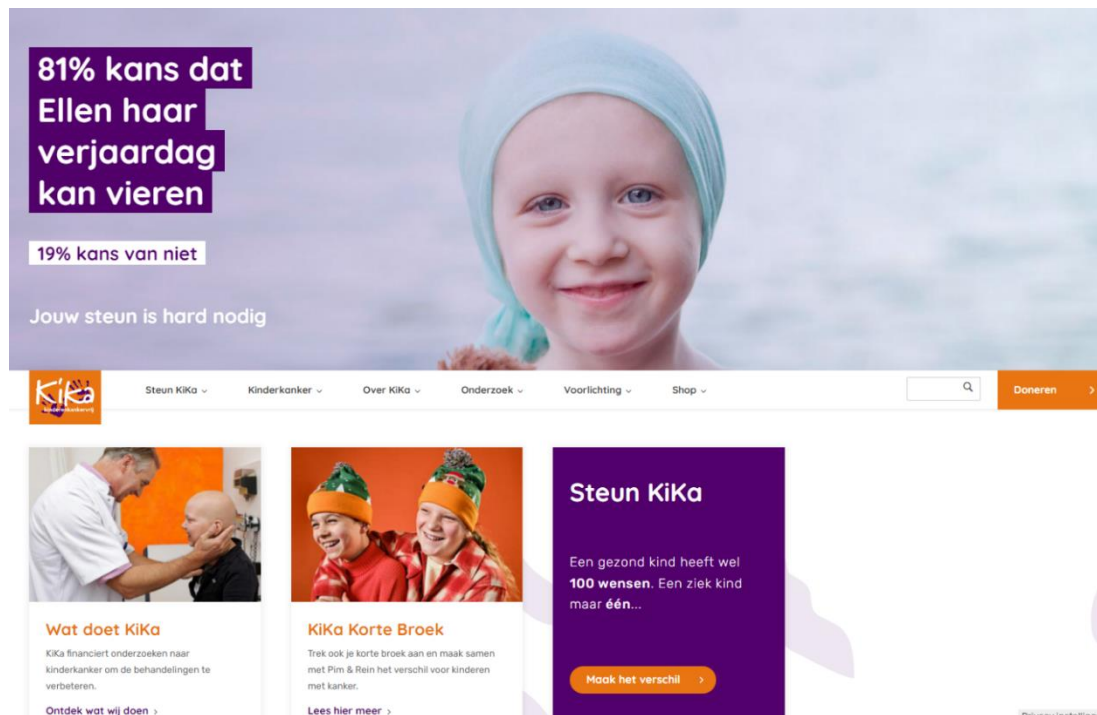 81% kans dat
Ellen haar
verjaardag
kan vieren
19% kans van niet
Jouw steun is hard nodig
KiKa
kinderenkankervrij
Steun KiKa
Kinderkanker
Over KiKa
Onderzoek
Voorlichting
Shop
Doneren
Wat doet KiKa
KiKa financiert onderzoeken naar
kinderkanker om de behandelingen te
verbeteren.
Ontdek wat wij doen
KiKa Korte Broek
Trek ook je korte broek aan en maak samen
met Pim & Rein het verschil voor kinderen
met kanker.
Lees hier meer
Steun KiKa
Een gezond kind heeft wel
100 wensen. Een ziek kind
maar één...
Maak het verschil